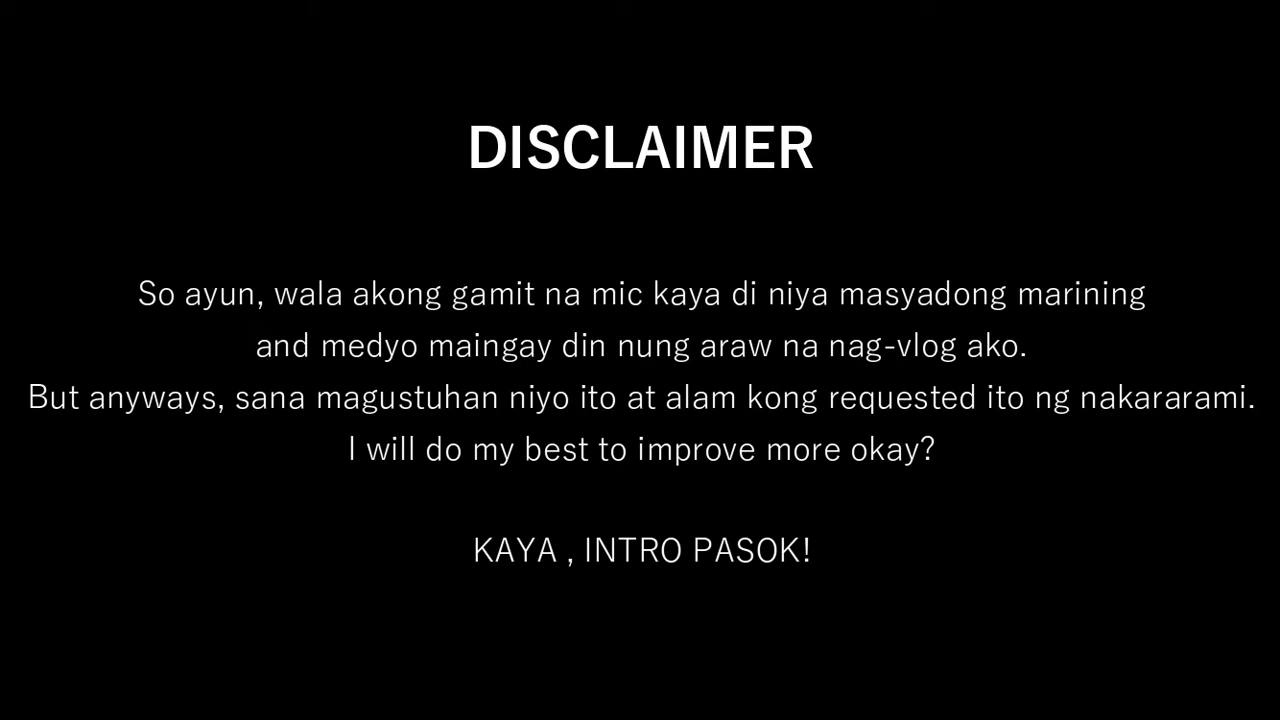 DISCLAIMER
So ayun, wala akong gamit na mic kaya di niya masyadong marining
and medyo maingay din nung araw na nag-vlog ako.
But anyways, sana magustuhan niyo ito at alam kong requested ito ng nakararami.
I will do my best to improve more okay?
KAYA , INTRO PASOK!